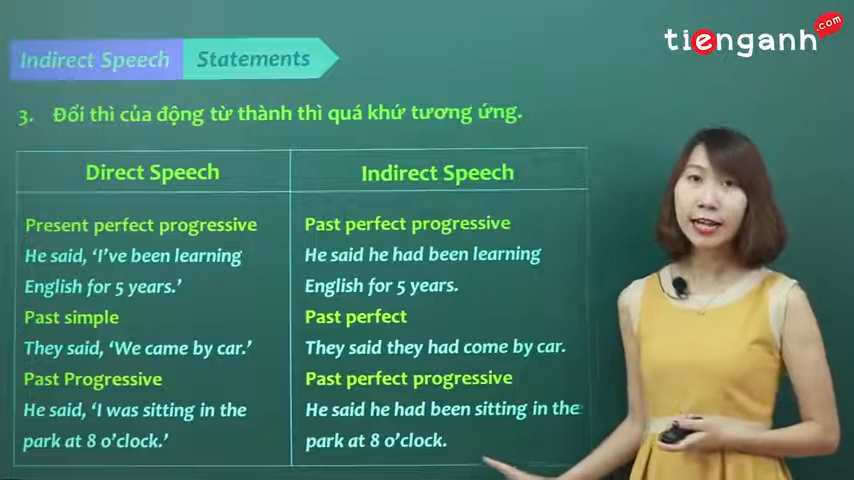 tienganh.com
Indirect Speech Statements
3. Đổi thì của động từ thành thì quá khứ tương ứng.
Direct Speech
Indirect Speech
Present perfect progressive
Past perfect progressive
He said, ‘I’ve been learning
He said he had been learning
English for 5 years.’
English for 5 years.
Past simple
Past perfect
They said, ‘We came by car.’
They said they had come by car.
Past Progressive
Past perfect progressive
He said, ‘I was sitting in the
He said he had been sitting in the
park at 8 o’clock.’
park at 8 o’clock.